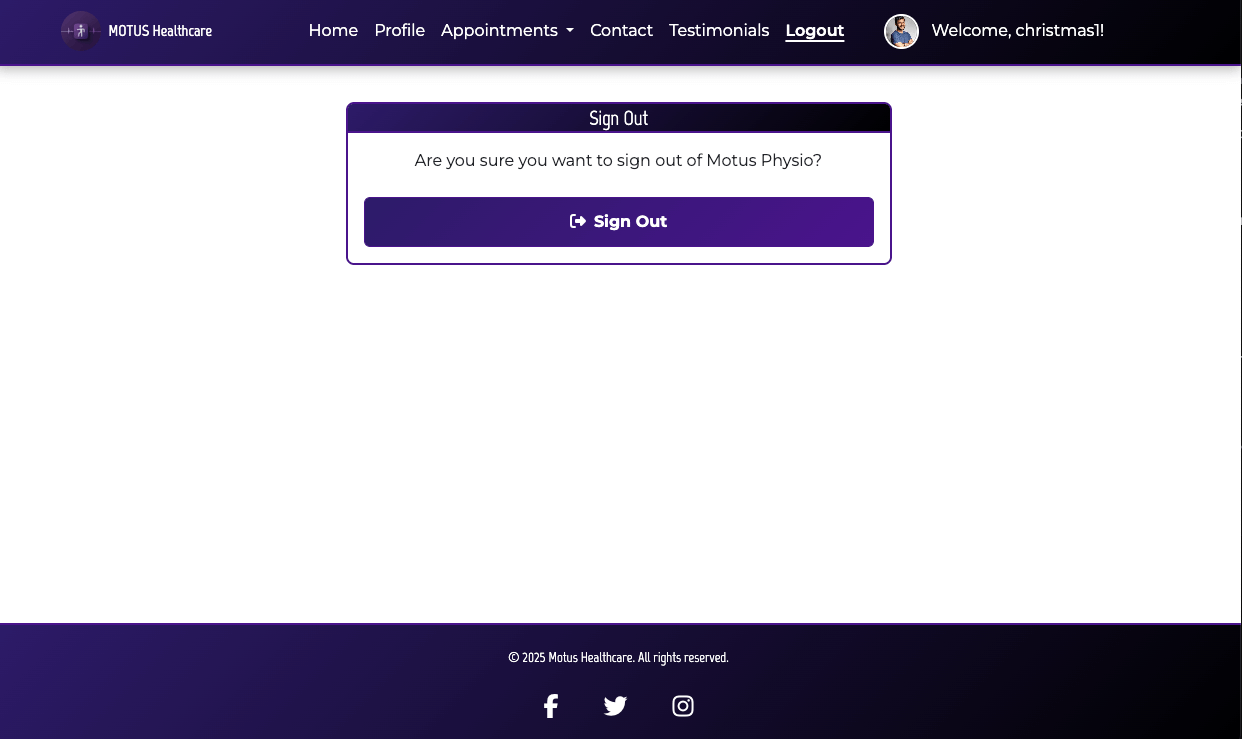 MOTUS Healthcare
Home Profile Appointments Contact Testimonials Logout Welcome, christmas1!
Sign Out
Are you sure you want to sign out of Motus Physio?
Sign Out
© 2025 Motus Healthcare. All rights reserved.